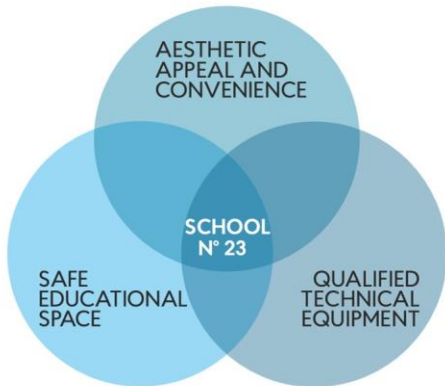 AESTHETIC
APPEAL AND
CONVENIENCE
SCHOOL
N° 23
SAFE
EDUCATIONAL
SPACE
QUALIFIED
TECHNICAL
EQUIPMENT